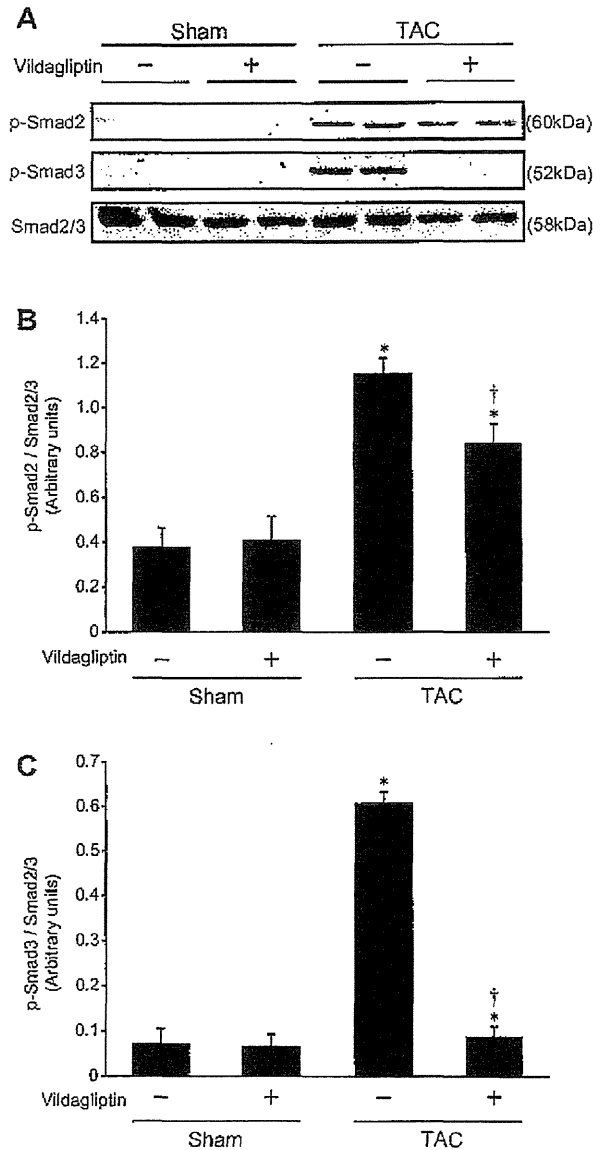 A
Sham TAC
Vildagliptin − + − +
p-Smad2 (60kDa)
p-Smad3 (52kDa)
Smad2/3 (58kDa)
B
p-Smad2 / Smad2/3
(Arbitrary units)
1.4
1.2
1.0
0.8
0.6
0.4
0.2
0
*
†
*
Vildagliptin − + − +
Sham TAC
C
p-Smad3 / Smad2/3
(Arbitrary units)
0.7
0.6
0.5
0.4
0.3
0.2
0.1
0
*
†
*
Vildagliptin − + − +
Sham TAC